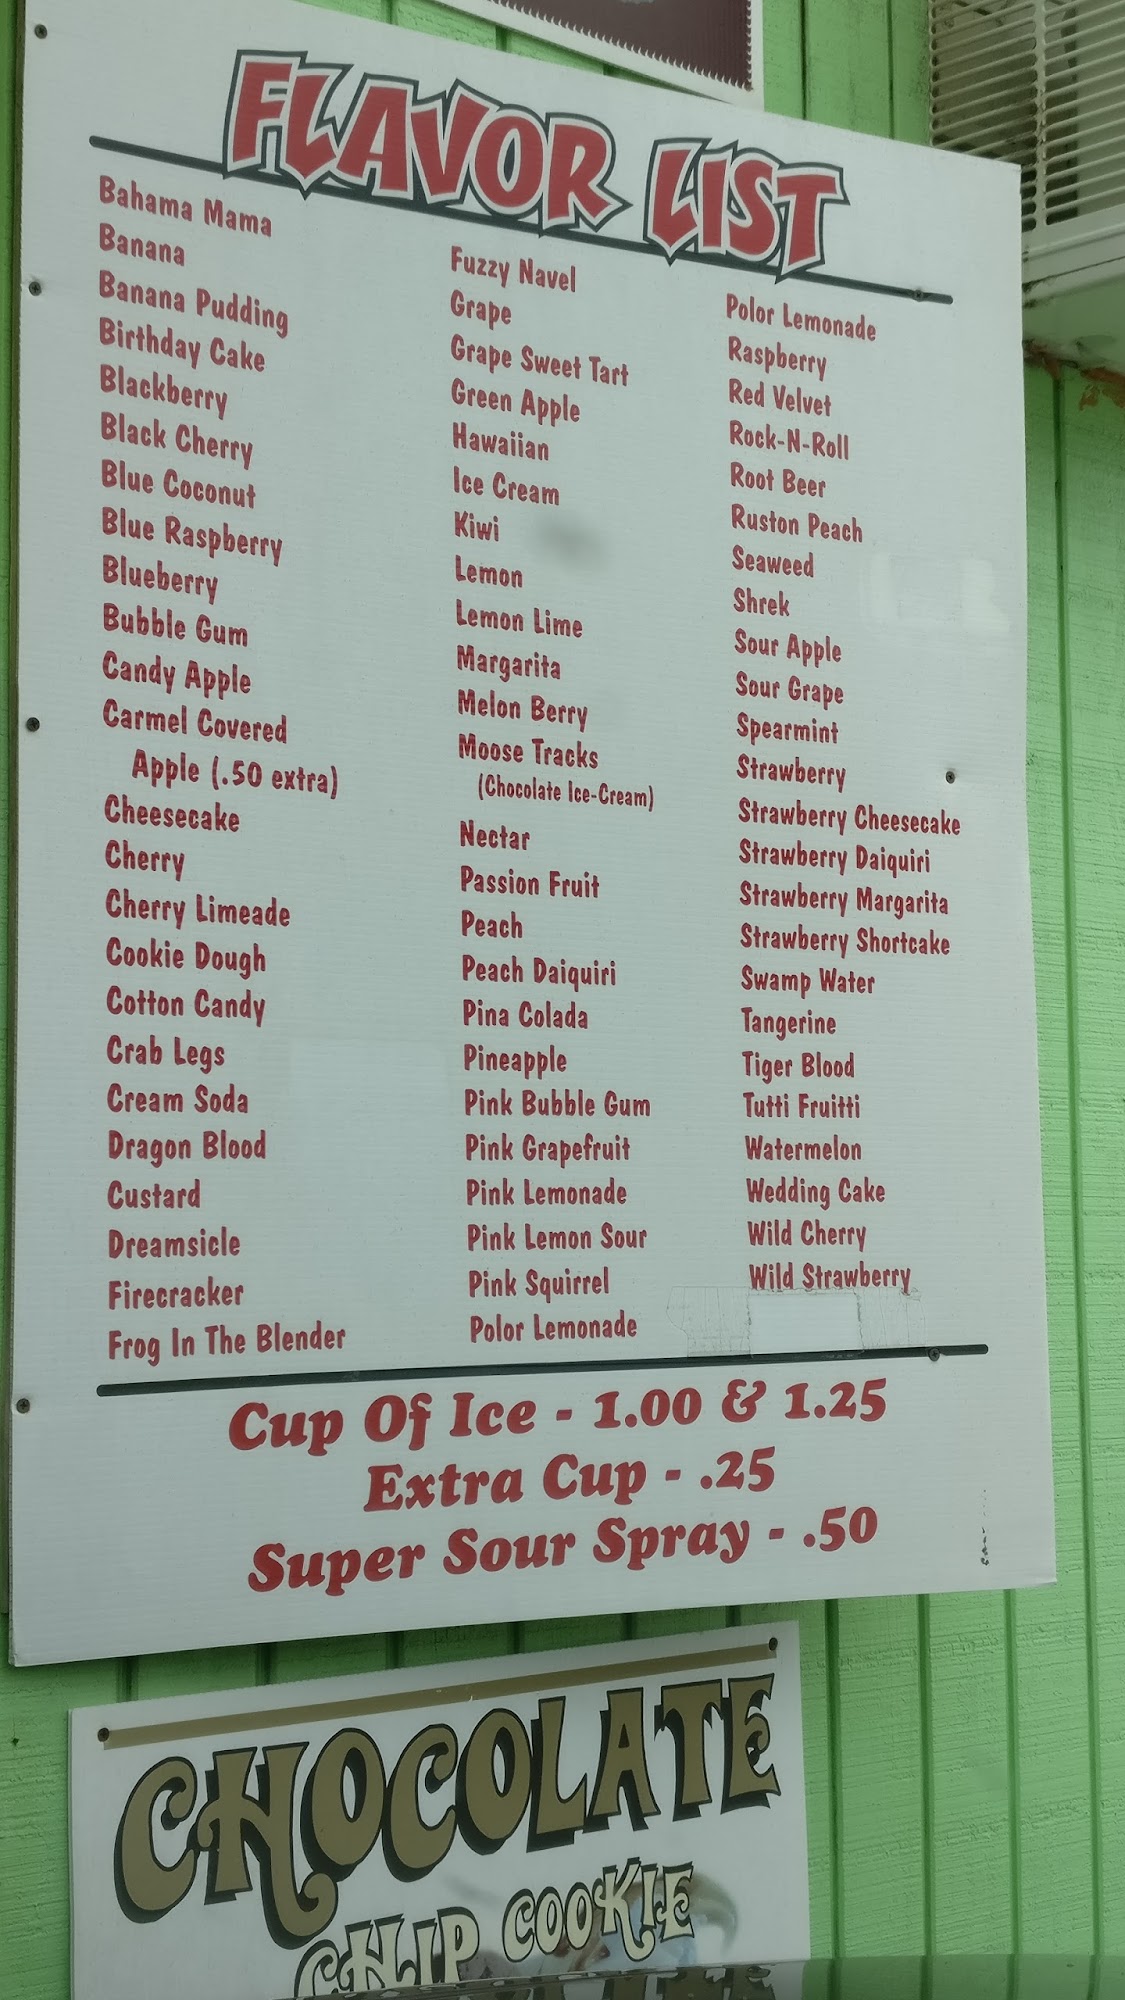 FLAVOR LIST
Bahama Mama
Banana
Banana Pudding
Birthday Cake
Blackberry
Black Cherry
Blue Coconut
Blue Raspberry
Blueberry
Bubble Gum
Candy Apple
Carmel Covered
Apple (.50 extra)
Cheesecake
Cherry
Cherry Limeade
Cookie Dough
Cotton Candy
Crab Legs
Cream Soda
Dragon Blood
Custard
Dreamsicle
Firecracker
Frog In The Blender
Fuzzy Navel
Grape
Grape Sweet Tart
Green Apple
Hawaiian
Ice Cream
Kiwi
Lemon
Lemon Lime
Margarita
Melon Berry
Moose Tracks
(Chocolate Ice-Cream)
Nectar
Passion Fruit
Peach
Peach Daiquiri
Pina Colada
Pineapple
Pink Bubble Gum
Pink Grapefruit
Pink Lemonade
Pink Lemon Sour
Pink Squirrel
Polor Lemonade
Polor Lemonade
Raspberry
Red Velvet
Rock-N-Roll
Root Beer
Ruston Peach
Seaweed
Shrek
Sour Apple
Sour Grape
Spearmint
Strawberry
Strawberry Cheesecake
Strawberry Daiquiri
Strawberry Margarita
Strawberry Shortcake
Swamp Water
Tangerine
Tiger Blood
Tutti Fruitti
Watermelon
Wedding Cake
Wild Cherry
Wild Strawberry
Cup Of Ice - 1.00 & 1.25
Extra Cup - .25
Super Sour Spray - .50
CHOCOLATE
CHIP COOKIE